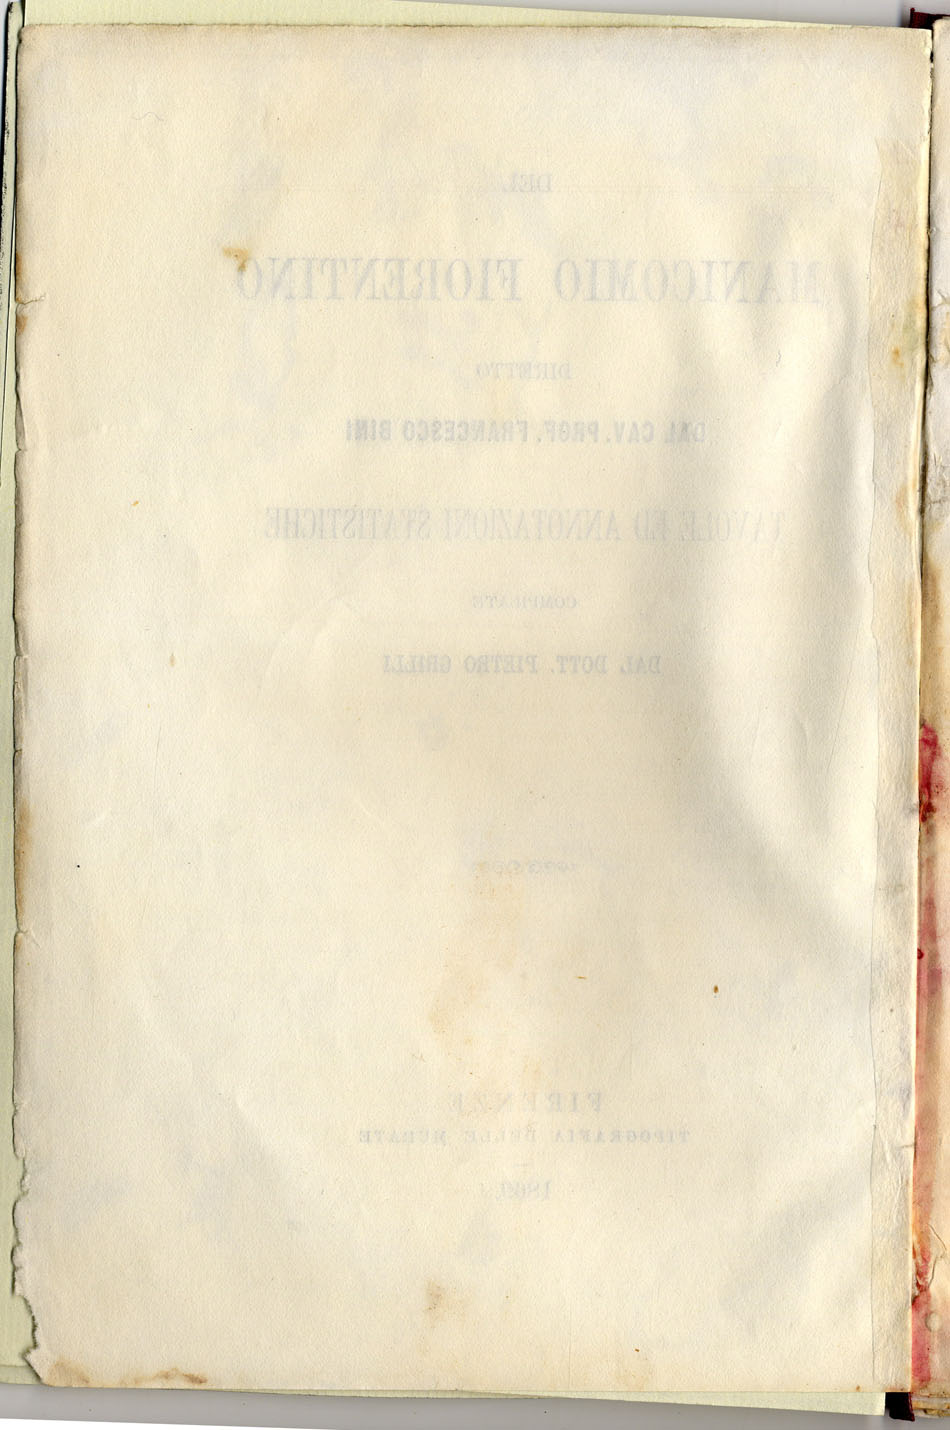 DEL
MANICOMIO FIORENTINO
DIRETTO
DAL CAV. PROF. FRANCESCO BINI
TAVOLE ED ANNOTAZIONI STATISTICHE
COMPILATE
DAL DOTT. PIETRO GRILLI
FIRENZE
TIPOGRAFIA DELLE MURATE